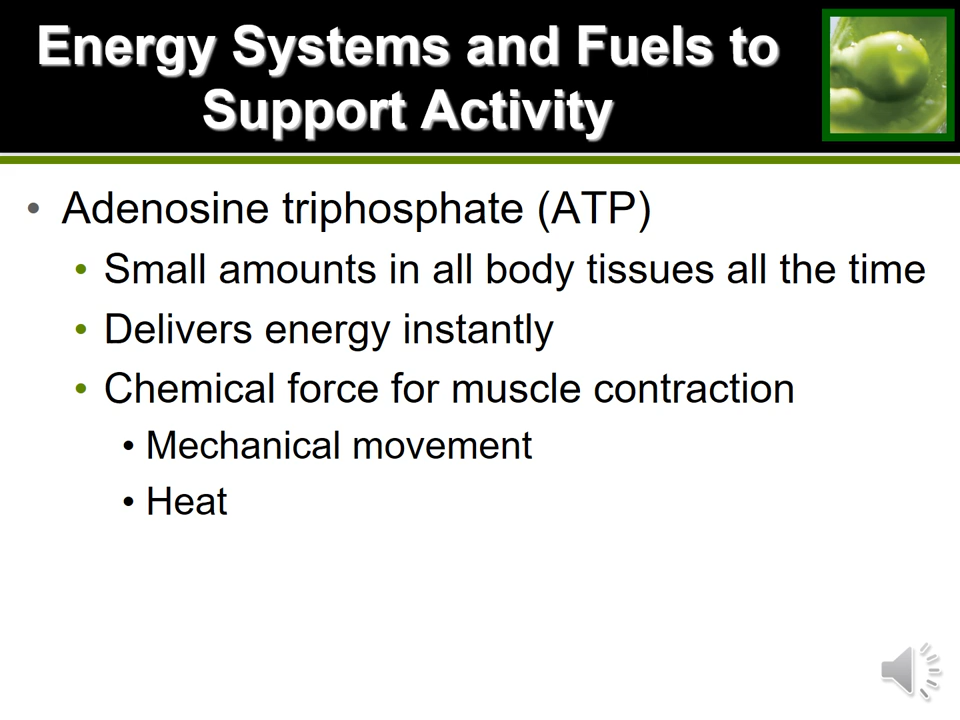 Energy Systems and Fuels to
Support Activity
• Adenosine triphosphate (ATP)
• Small amounts in all body tissues all the time
• Delivers energy instantly
• Chemical force for muscle contraction
• Mechanical movement
• Heat